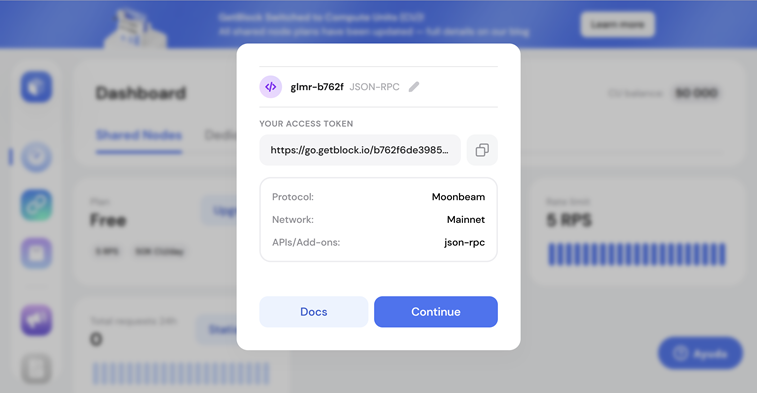 GetBlock Switched to Compute Units (CU)!
All shared node plans have been updated — full details on our blog
Learn more
glmr-b762f JSON-RPC
Dashboard
CU balance 50 000
YOUR ACCESS TOKEN
Shared Nodes
https://go.getblock.io/b762f6de3985...
Protocol: Moonbeam
Plan
Free
Rate limit
5 RPS
Network: Mainnet
APIs/Add-ons: json-rpc
5 RPS
Total requests 24h
0
Docs Continue
Ayuda